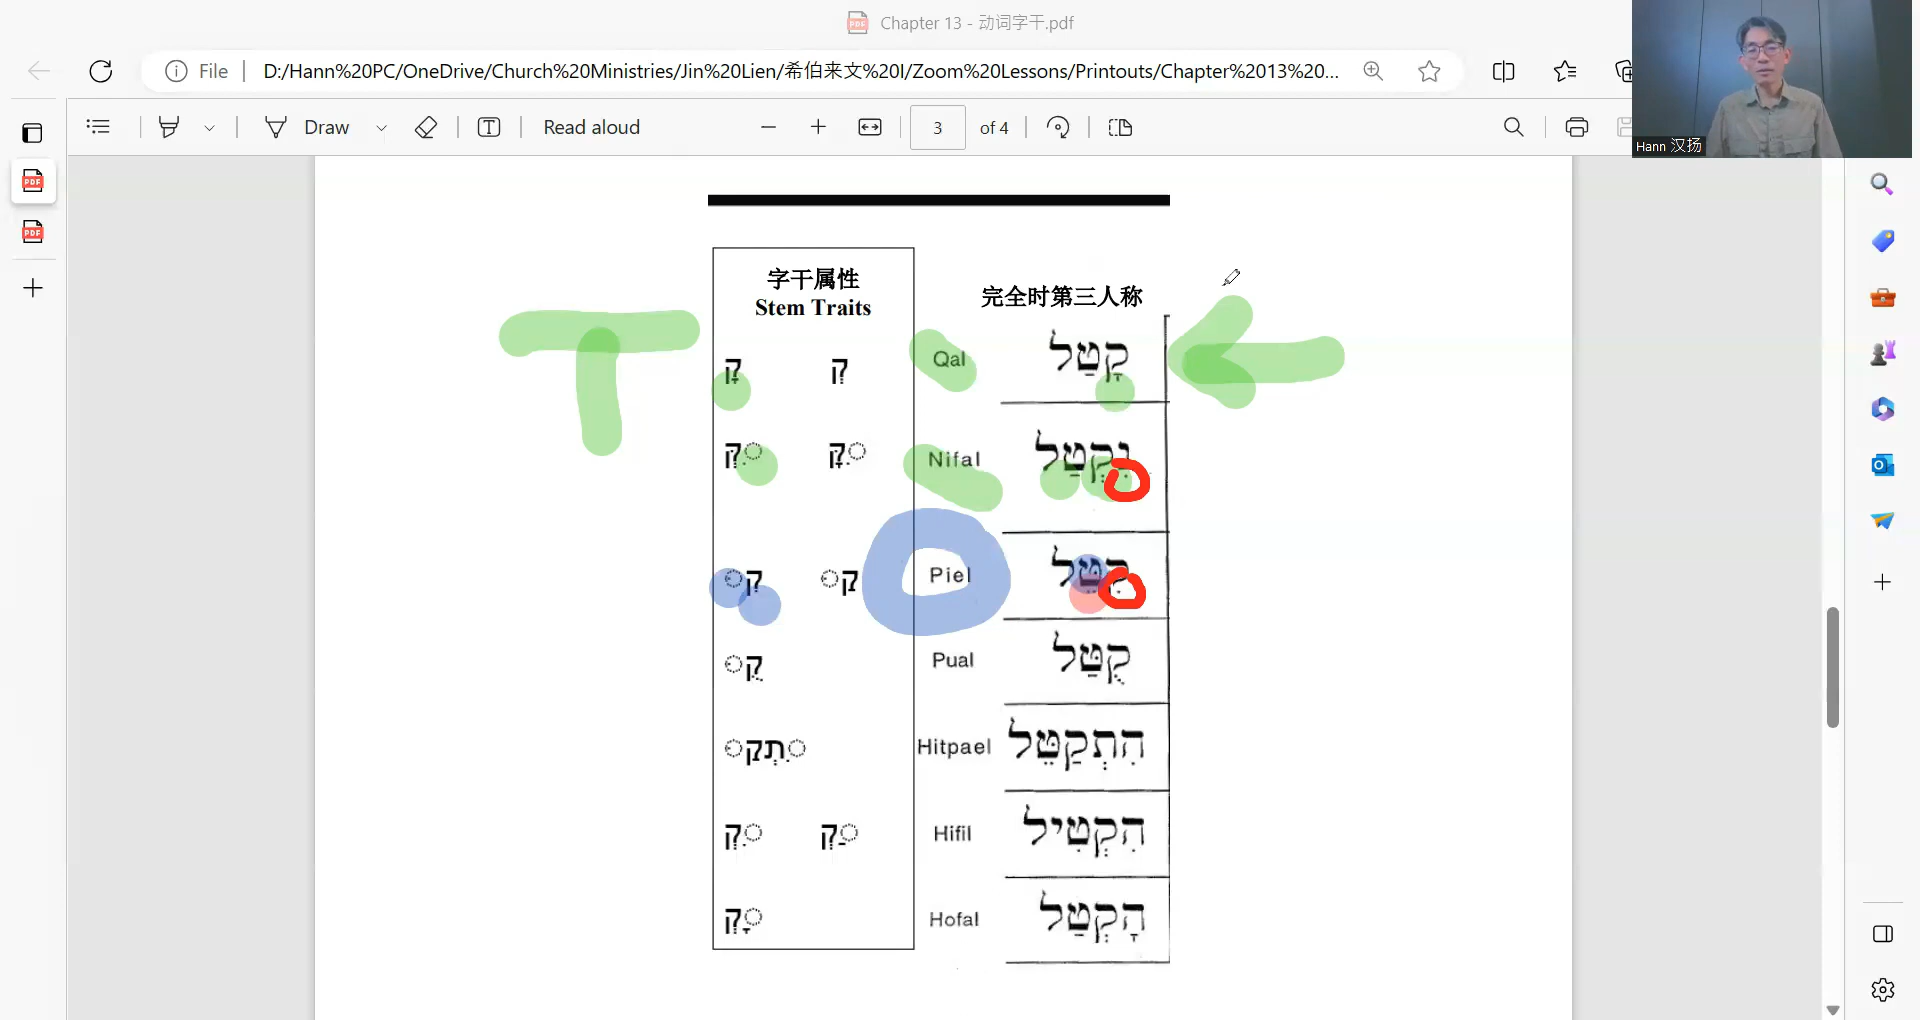 Chapter 13 - 动词字干.pdf
File
D:/Hann%20PC/OneDrive/Church%20Ministries/Jin%20Lien/希伯来文%20I/Zoom%20Lessons/Printouts/Chapter%2013%20...
Draw
Read aloud
3 of 4
Hann 汉扬
字干属性
Stem Traits
完全时第三人称
קָ קְ Qal קָטַל
◌ִקְ ◌ִקָּ Nifal נִקְטַל
קִ◌ּ קַ◌ּ Piel קִטֵּל
קֻ◌ּ Pual קֻטַּל
◌ִתְקַ◌ּ Hitpael הִתְקַטֵּל
◌ִקְ ◌ַקְ Hifil הִקְטִיל
◌ָקְ Hofal הָקְטַל